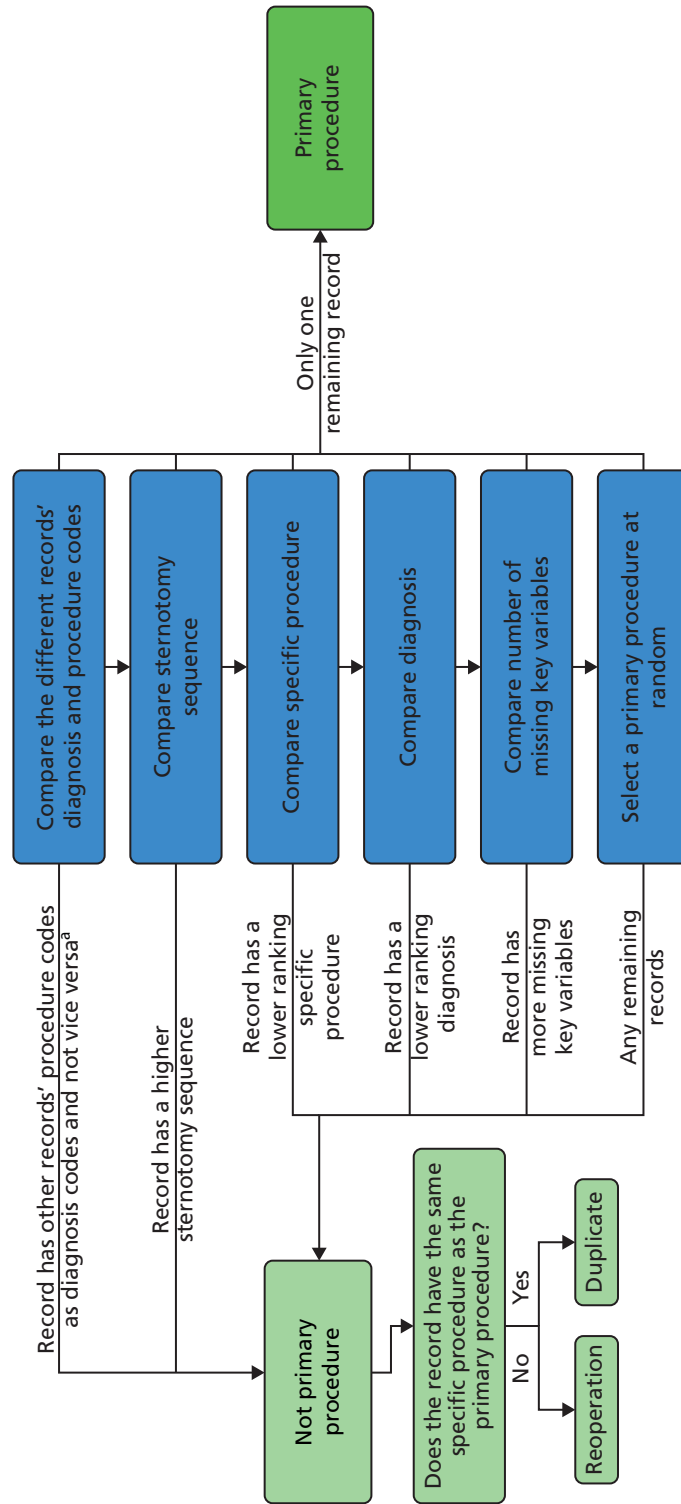 Record has other records’ procedure codes
as diagnosis codes and not vice versaᵃ
Compare the different records’
diagnosis and procedure codes
Record has a higher
sternotomy sequence
Compare sternotomy
sequence
Record has a
lower ranking
specific
procedure
Compare specific procedure
Only one
remaining record
Primary
procedure
Not primary
procedure
Record has a
lower ranking
diagnosis
Compare diagnosis
Does the record have the same
specific procedure as the
primary procedure?
Record has
more missing
key variables
Compare number of
missing key variables
No
Yes
Reoperation
Duplicate
Any remaining
records
Select a primary procedure at
random